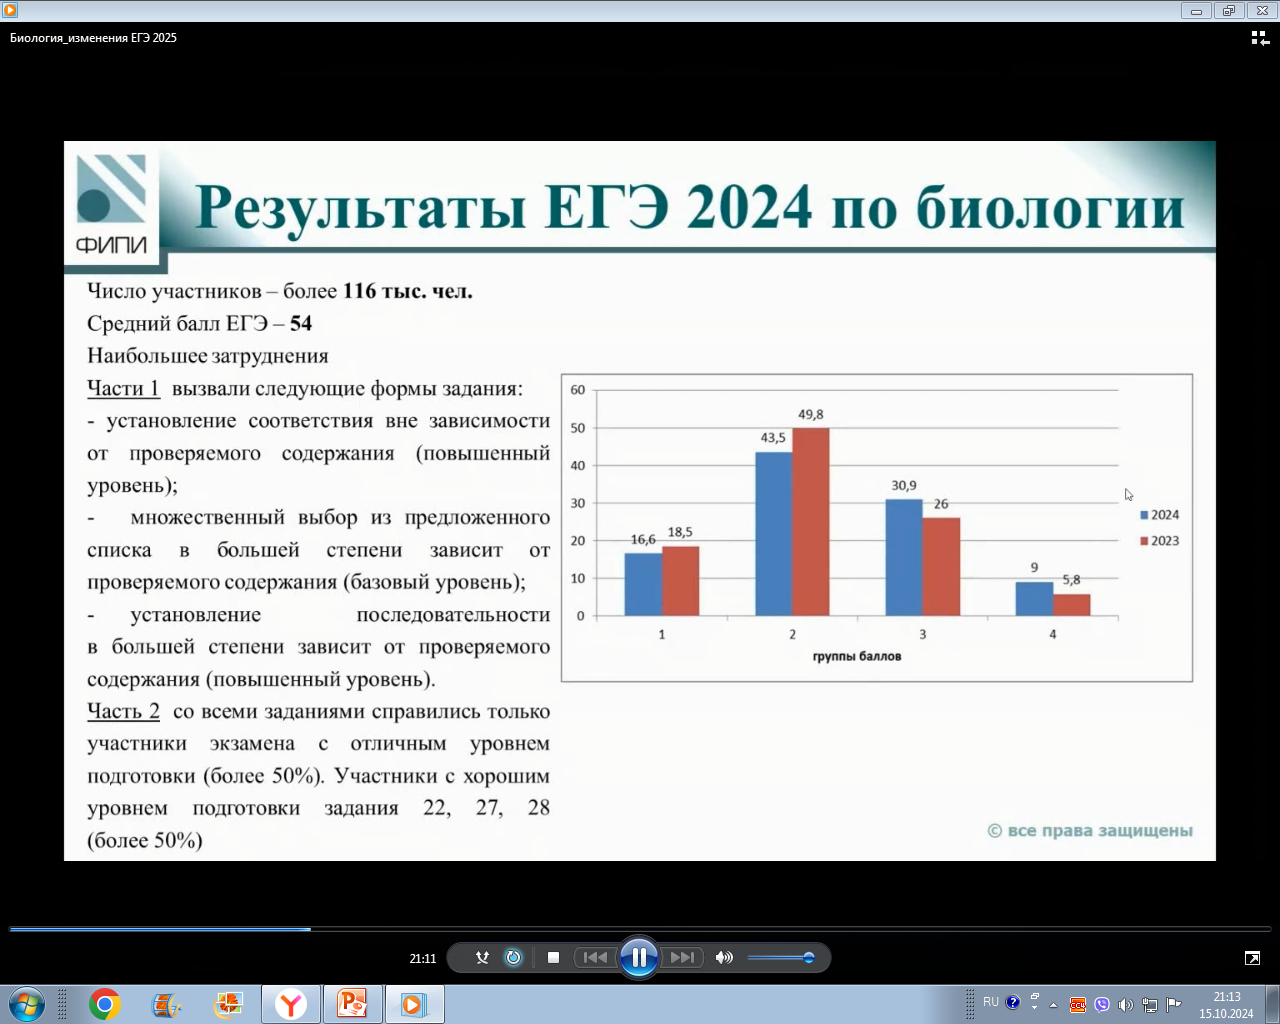 Биология_изменения ЕГЭ 2025
ФИПИ
Результаты ЕГЭ 2024 по биологии
Число участников – более 116 тыс. чел.
Средний балл ЕГЭ – 54
Наибольшее затруднения
Части 1 вызвали следующие формы задания:
- установление соответствия вне зависимости
от проверяемого содержания (повышенный
уровень);
- множественный выбор из предложенного
списка в большей степени зависит от
проверяемого содержания (базовый уровень);
- установление последовательности
в большей степени зависит от проверяемого
содержания (повышенный уровень).
Часть 2 со всеми заданиями справились только
участники экзамена с отличным уровнем
подготовки (более 50%). Участники с хорошим
уровнем подготовки задания 22, 27, 28
(более 50%)
60
50
40
30
20
10
0
16,6
18,5
43,5
49,8
30,9
26
9
5,8
1
2
3
4
группы баллов
2024
2023
© все права защищены
21:11
RU
21:13
15.10.2024